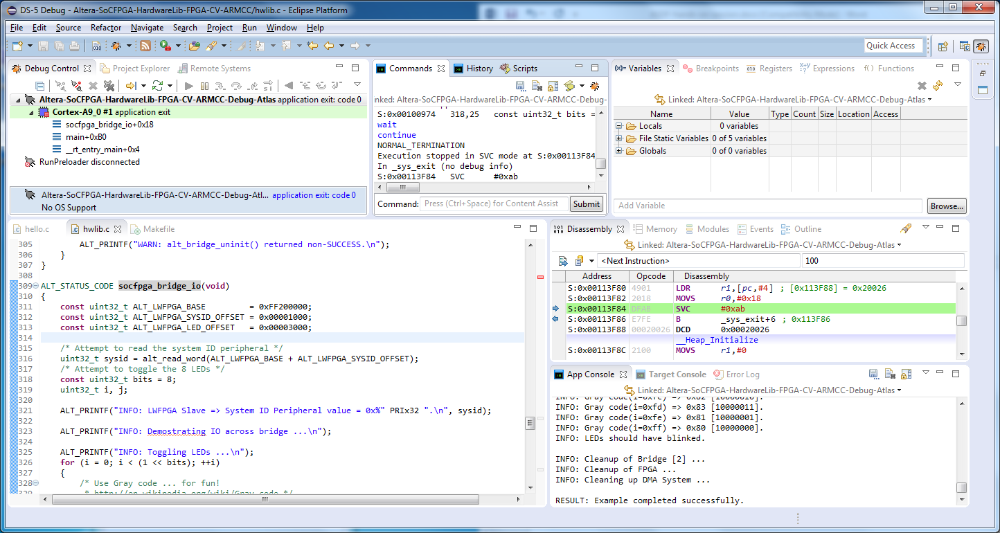 DS-5 Debug - Altera-SoCFPGA-HardwareLib-FPGA-CV-ARMCC/hwlib.c - Eclipse Platform
File Edit Source Refactor Navigate Search Project Run Window Help
Quick Access
Debug Control Project Explorer Remote Systems
Altera-SoCFPGA-HardwareLib-FPGA-CV-ARMCC-Debug-Atlas application exit: code 0
Cortex-A9_0 #1 application exit
socfpga_bridge_io+0x18
main+0xB0
__rt_entry_main+0x4
RunPreloader disconnected
Altera-SoCFPGA-HardwareLib-FPGA-CV-ARMCC-Debug-Atl... application exit: code 0
No OS Support
Commands History Scripts
inked: Altera-SoCFPGA-HardwareLib-FPGA-CV-ARMCC-Debug-
S:0x00100974 318,25 const uint32_t bits =
wait
continue
NORMAL_TERMINATION
Execution stopped in SVC mode at S:0x00113F84
In _sys_exit (no debug info)
S:0x00113F84 SVC #0xab
Command: Press (Ctrl+Space) for Content Assist Submit
(x)= Variables Breakpoints Registers Expressions Functions
Linked: Altera-SoCFPGA-HardwareLib-FPGA-CV-ARMCC-Debug-Atlas
Name Value Type Count Size Location Access
Locals 0 variables
File Static Variables 0 of 5 variables
Globals 0 of 0 variables
Add Variable Browse...
hello.c hwlib.c Makefile
305 ALT_PRINTF("WARN: alt_bridge_uninit() returned non-SUCCESS.\n");
306 }
307 }
308
309 ALT_STATUS_CODE socfpga_bridge_io(void)
310 {
311 const uint32_t ALT_LWFPGA_BASE = 0xFF200000;
312 const uint32_t ALT_LWFPGA_SYSID_OFFSET = 0x00001000;
313 const uint32_t ALT_LWFPGA_LED_OFFSET = 0x00003000;
314
315 /* Attempt to read the system ID peripheral */
316 uint32_t sysid = alt_read_word(ALT_LWFPGA_BASE + ALT_LWFPGA_SYSID_OFFSET);
317 /* Attempt to toggle the 8 LEDs */
318 const uint32_t bits = 8;
319 uint32_t i, j;
320
321 ALT_PRINTF("INFO: LWFPGA Slave => System ID Peripheral value = 0x%" PRIx32 ".\n", sysid);
322
323 ALT_PRINTF("INFO: Demostrating IO across bridge ...\n");
324
325 ALT_PRINTF("INFO: Toggling LEDs ...\n");
326 for (i = 0; i < (1 << bits); ++i)
327 {
328 /* Use Gray code ... for fun!
329 * http://en.wikipedia.org/wiki/Gray_code */
Disassembly Memory Modules Events Outline
Linked: Altera-SoCFPGA-HardwareLib-FPGA-CV-ARMCC-Debug-Atlas
<Next Instruction> 100
Address Opcode Disassembly
S:0x00113F80 4901 LDR r1,[pc,#4] ; [0x113F88] = 0x20026
S:0x00113F82 2018 MOVS r0,#0x18
S:0x00113F84 DFAB SVC #0xab
S:0x00113F86 E7FE B _sys_exit+6 ; 0x113F86
S:0x00113F88 00020026 DCD 0x00020026
__Heap_Initialize
S:0x00113F8C 2100 MOVS r1,#0
App Console Target Console Error Log
Linked: Altera-SoCFPGA-HardwareLib-FPGA-CV-ARMCC-Debug-Atlas
INFO: Gray code(i=0xfc) => 0x82 [10000010].
INFO: Gray code(i=0xfd) => 0x83 [10000011].
INFO: Gray code(i=0xfe) => 0x81 [10000001].
INFO: Gray code(i=0xff) => 0x80 [10000000].
INFO: LEDs should have blinked.
INFO: Cleanup of Bridge [2] ...
INFO: Cleanup of FPGA ...
INFO: Cleaning up DMA System ...
RESULT: Example completed successfully.